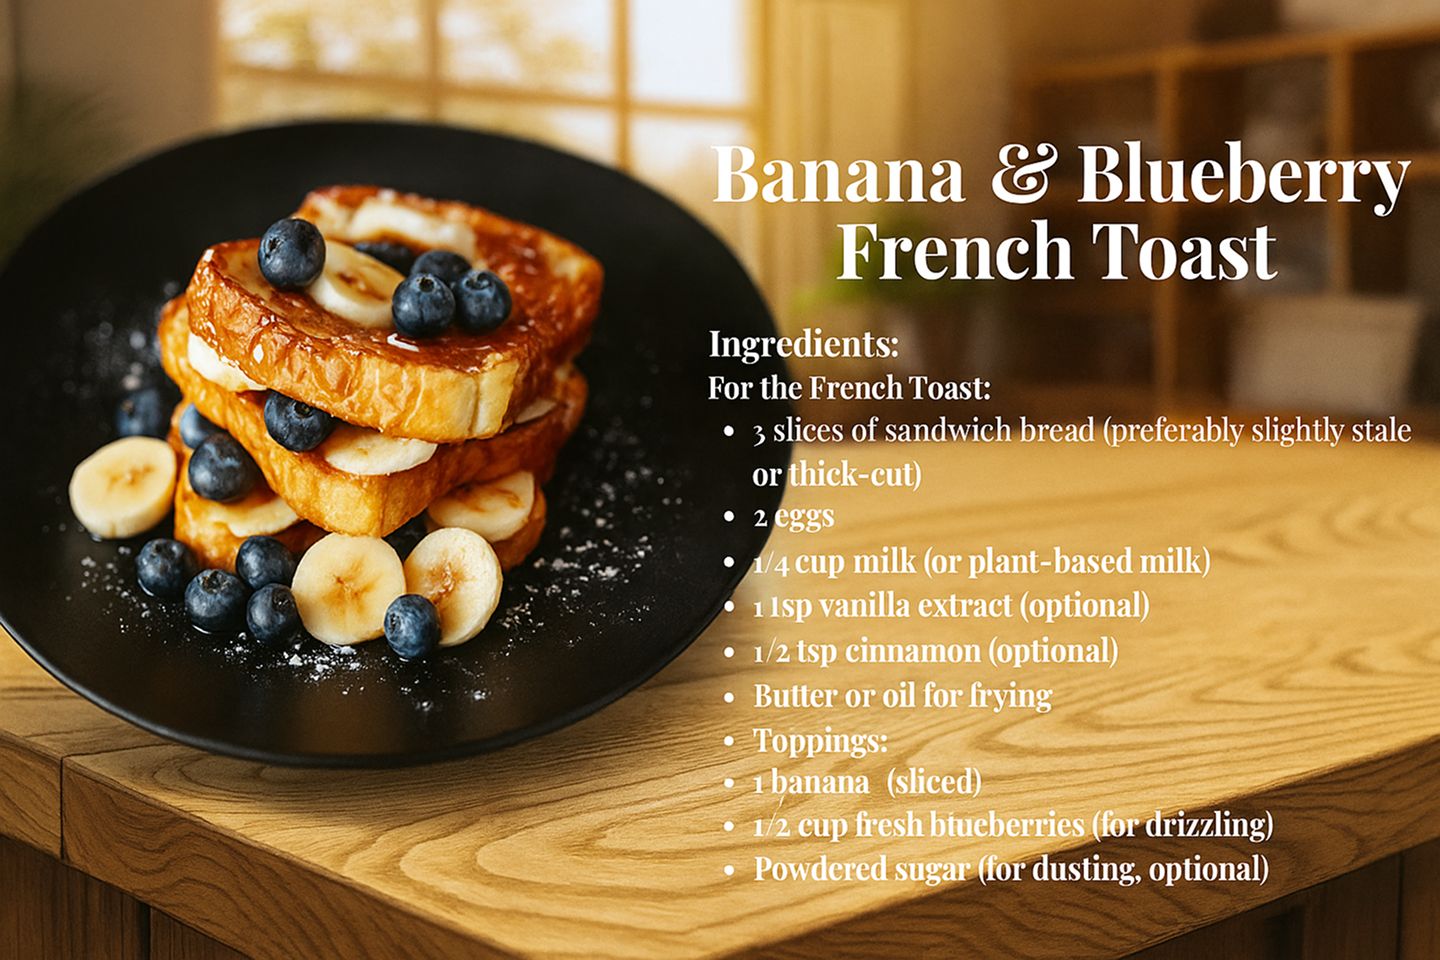 Banana & Blueberry
French Toast
Ingredients:
For the French Toast:
• 3 slices of sandwich bread (preferably slightly stale
or thick-cut)
• 2 eggs
• 1/4 cup milk (or plant-based milk)
• 1 1sp vanilla extract (optional)
• 1/2 tsp cinnamon (optional)
• Butter or oil for frying
• Toppings:
• 1 banana (sliced)
• 1/2 cup fresh btueberries (for drizzling)
• Powdered sugar (for dusting, optional)